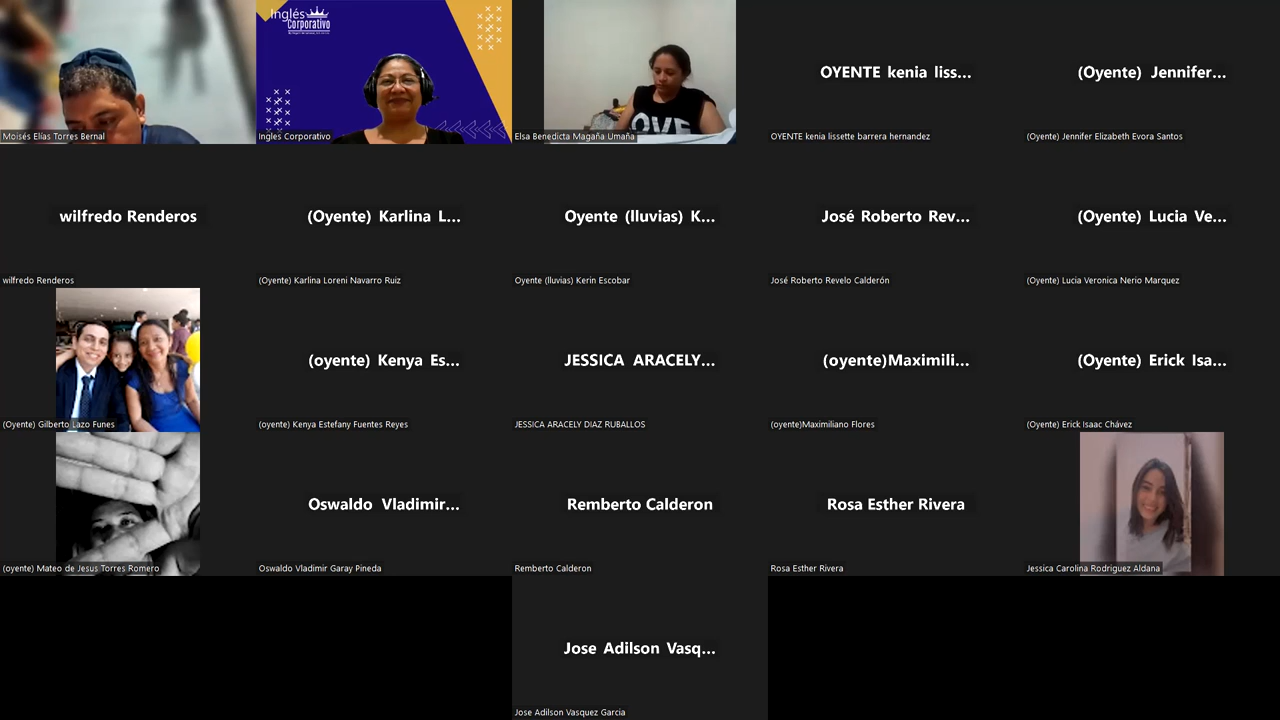 Inglés
Corporativo
OVE
Moisés Elías Torres Bernal
Inglés Corporativo
Elsa Benedicta Magaña Umaña
OYENTE kenia liss...
OYENTE kenia lissette barrera hernandez
(Oyente) Jennifer...
(Oyente) Jennifer Elizabeth Evora Santos
wilfredo Renderos
wilfredo Renderos
(Oyente) Karlina L...
(Oyente) Karlina Loreni Navarro Ruiz
Oyente (lluvias) K...
Oyente (lluvias) Kerin Escobar
José Roberto Rev...
José Roberto Revelo Calderón
(Oyente) Lucia Ve...
(Oyente) Lucia Veronica Nerio Marquez
(Oyente) Gilberto Lazo Funes
(oyente) Kenya Es...
(oyente) Kenya Estefany Fuentes Reyes
JESSICA ARACELY...
JESSICA ARACELY DIAZ RUBALLOS
(oyente)Maximili...
(oyente)Maximiliano Flores
(Oyente) Erick Isa...
(Oyente) Erick Isaac Chávez
(oyente) Mateo de Jesus Torres Romero
Oswaldo Vladimir...
Oswaldo Vladimir Garay Pineda
Remberto Calderon
Remberto Calderon
Rosa Esther Rivera
Rosa Esther Rivera
Jessica Carolina Rodriguez Aldana
Jose Adilson Vasq...
Jose Adilson Vasquez Garcia